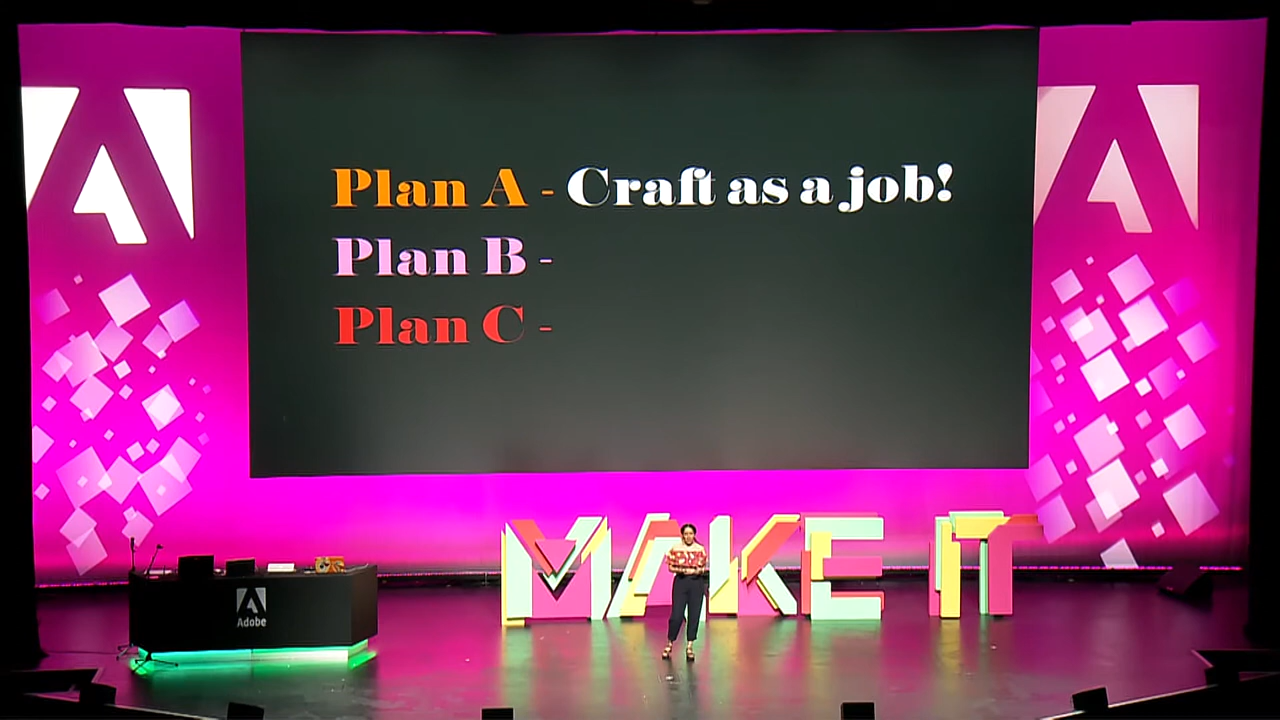 Plan A - Craft as a job!
Plan B -
Plan C -
MAKE IT
Adobe